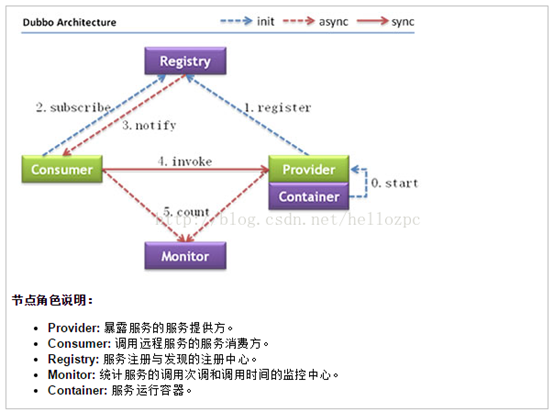 Dubbo Architecture
init
async
sync
Registry
2. subscribe
1. register
3. notify
Consumer
4. invoke
Provider
Container
0. start
5. count
http://blog.csdn.net/hellozpc
Monitor
节点角色说明:
• Provider: 暴露服务的服务提供方。
• Consumer: 调用远程服务的服务消费方。
• Registry: 服务注册与发现的注册中心。
• Monitor: 统计服务的调用次调和调用时间的监控中心。
• Container: 服务运行容器。